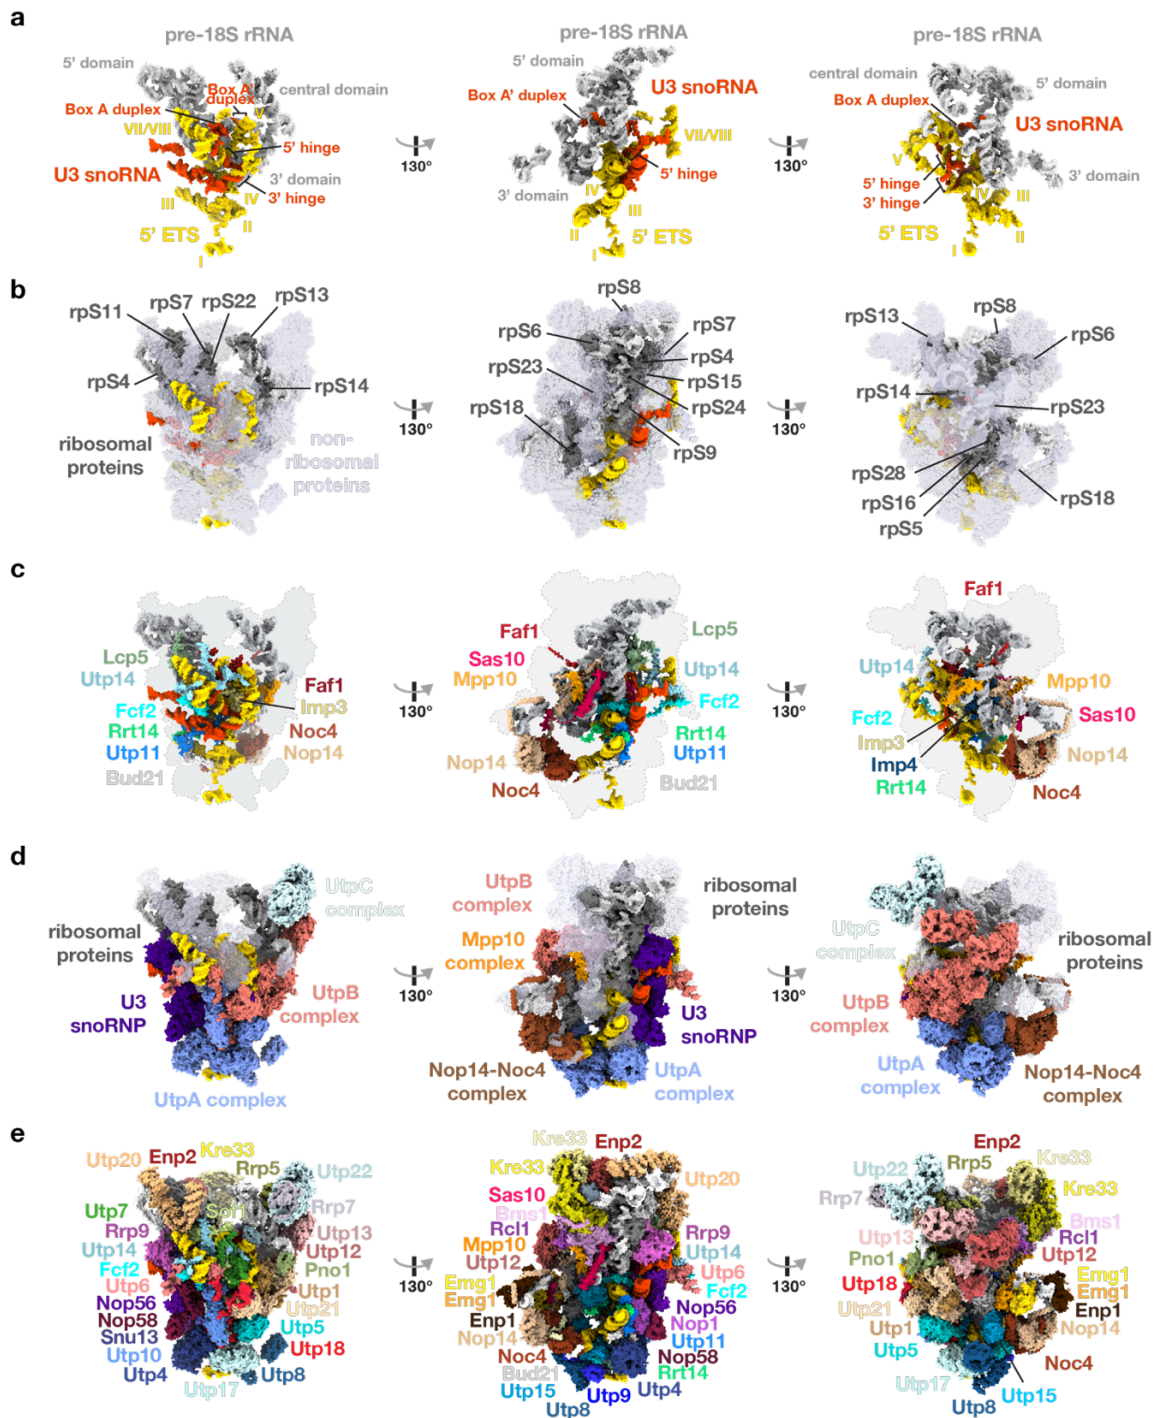 a
pre-18S rRNA
5’ domain
Box A’
duplex
central domain
Box A duplex
V
VII/VIII
5’ hinge
U3 snoRNA
3’ domain
IV
3’ hinge
III
5’ ETS
II
I
130°
pre-18S rRNA
5’ domain
U3 snoRNA
Box A’ duplex
VII/VIII
5’ hinge
3’ domain
IV
III
II
5’ ETS
I
130°
pre-18S rRNA
central domain
5’ domain
Box A duplex
U3 snoRNA
V
3’ domain
5’ hinge
IV
III
3’ hinge
5’ ETS
II
I
b
rpS13
rpS7
rpS22
rpS11
rpS4
rpS14
ribosomal
proteins
non-
ribosomal
proteins
130°
rpS8
rpS6
rpS7
rpS23
rpS4
rpS15
rpS18
rpS24
rpS9
130°
rpS8
rpS13
rpS6
rpS14
rpS23
rpS28
rpS16
rpS18
rpS5
c
Lcp5
Utp14
Faf1
Imp3
Fcf2
Noc4
Rrt14
Nop14
Utp11
Bud21
130°
Faf1
Lcp5
Sas10
Utp14
Mpp10
Fcf2
Rrt14
Nop14
Utp11
Noc4
Bud21
130°
Faf1
Utp14
Mpp10
Fcf2
Sas10
Imp3
Imp4
Nop14
Rrt14
Noc4
d
UtpC
complex
ribosomal
proteins
U3
snoRNP
UtpB
complex
UtpA complex
130°
UtpB
complex
ribosomal
proteins
Mpp10
complex
U3
snoRNP
Nop14-Noc4
complex
UtpA
complex
130°
UtpC
complex
ribosomal
proteins
UtpB
complex
UtpA
complex
Nop14-Noc4
complex
e
Utp20
Enp2
Kre33
Rrp5
Utp22
Utp7
Sof1
Rrp7
Rrp9
Utp13
Utp14
Utp12
Fcf2
Pno1
Utp6
Utp1
Nop56
Utp21
Nop58
Utp5
Snu13
Utp18
Utp10
Utp8
Utp4
Utp17
130°
Kre33
Enp2
Kre33
Utp20
Sas10
Bms1
Rcl1
Rrp9
Mpp10
Utp14
Utp12
Utp6
Emg1
Fcf2
Emg1
Nop56
Enp1
Nop1
Nop14
Utp11
Noc4
Nop58
Bud21
Rrt14
Utp15
Utp9
Utp4
Utp8
130°
Enp2
Utp22
Rrp5
Kre33
Rrp7
Kre33
Bms1
Utp13
Rcl1
Pno1
Utp12
Utp18
Emg1
Emg1
Utp21
Enp1
Utp1
Nop14
Utp5
Noc4
Utp17
Utp15
Utp8